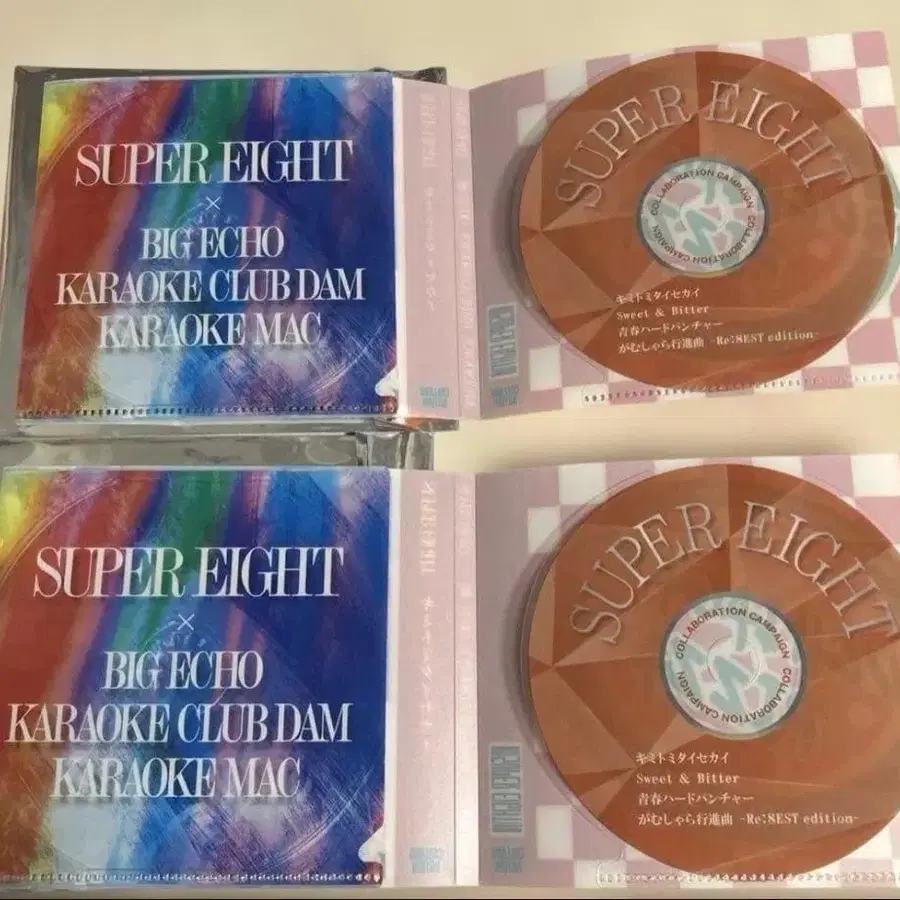 SUPER EIGHT
×
BIG ECHO
KARAOKE CLUB DAM
KARAOKE MAC
SUPER EIGHT
COLLABORATION CAMPAIGN COLLABORATION CAMPAIGN
キミトミタイセカイ
Sweet & Bitter
青春ハードパンチャー
がむしゃら行進曲 -Re:8EST edition-
SUPER EIGHT
×
BIG ECHO
KARAOKE CLUB DAM
KARAOKE MAC
SUPER EIGHT
COLLABORATION CAMPAIGN COLLABORATION CAMPAIGN
キミトミタイセカイ
Sweet & Bitter
青春ハードパンチャー
がむしゃら行進曲 -Re:8EST edition-